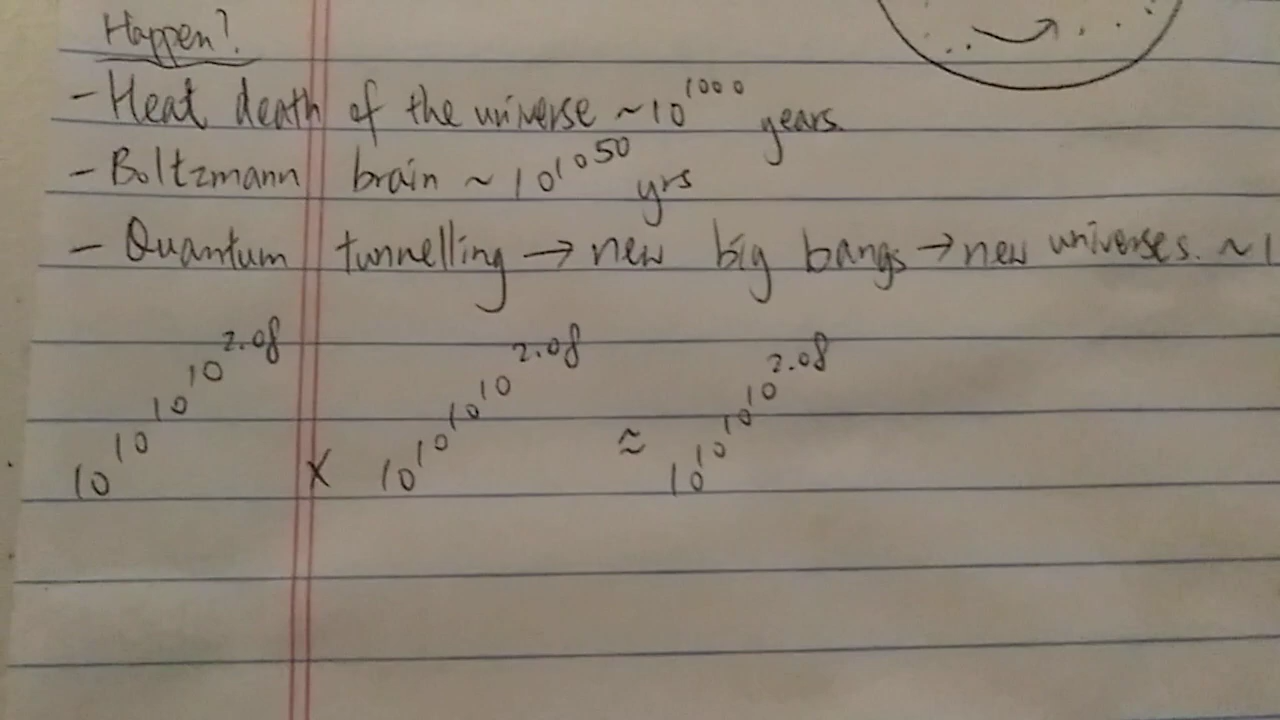 Happen?
- Heat death of the universe ~10^1000 years.
- Boltzmann brain ~ 10^10^50 yrs
- Quantum tunnelling → new big bangs → new universes. ~1
10^10^10^10^2.08 x 10^10^10^10^2.08 ≈ 10^10^10^10^2.08